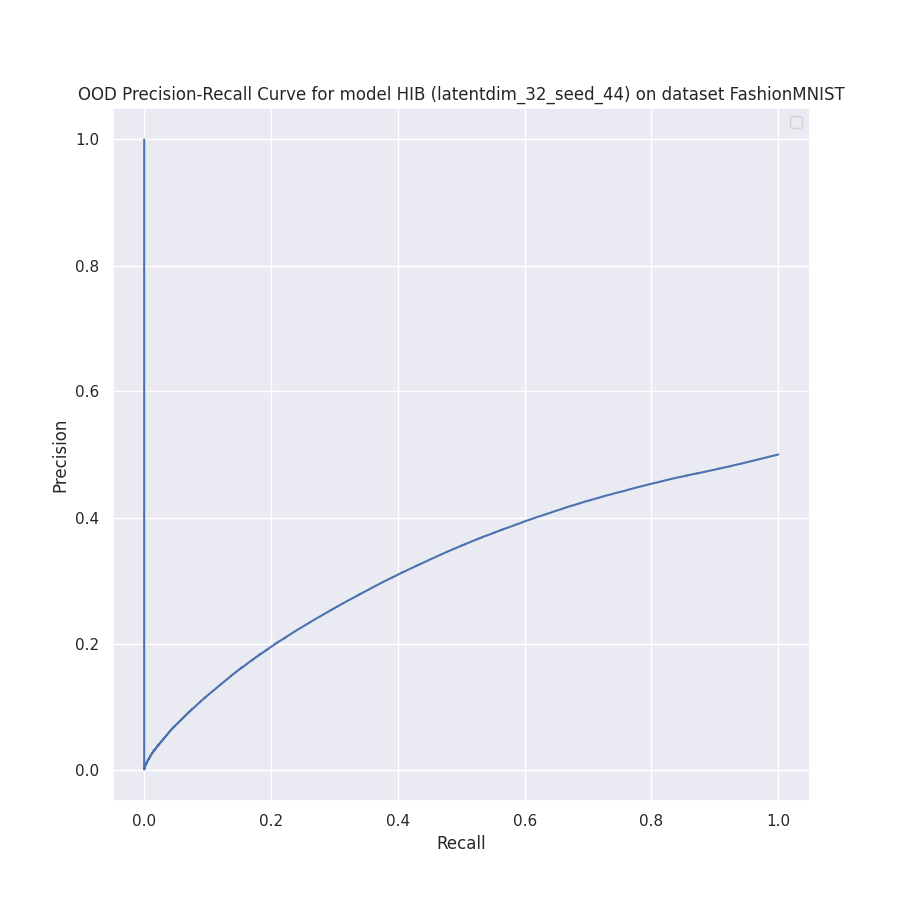 OOD Precision-Recall Curve for model HIB (latentdim_32_seed_44) on dataset FashionMNIST
1.0
0.8
0.6
0.4
0.2
0.0
Precision
0.0 0.2 0.4 0.6 0.8 1.0
Recall